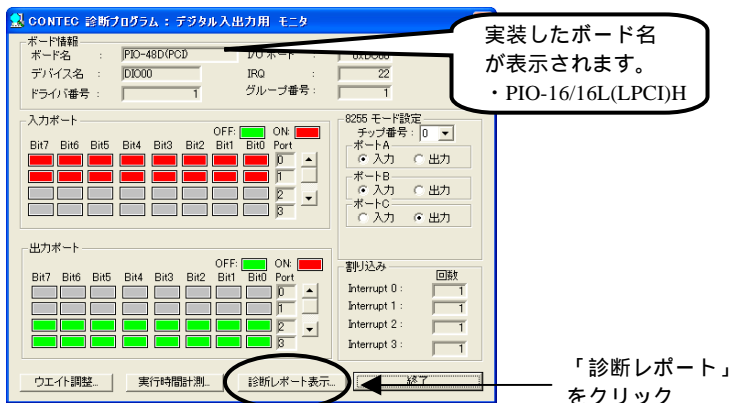 CONTEC 診断プログラム : デジタル入出力用 モニタ
実装したボード名
が表示されます。
・PIO-16/16L(LPCI)H
ボード情報
ボード名 : PIO-48D(PCI)
デバイス名 : DIO00 IRQ : 22
ドライバ番号 : 1 グループ番号 : 1
入力ポート
OFF: ON:
Bit7 Bit6 Bit5 Bit4 Bit3 Bit2 Bit1 Bit0 Port
0
1
2
3
8255 モード設定
チップ番号 : 0
ポートA
入力 出力
ポートB
入力 出力
ポートC
入力 出力
出力ポート
OFF: ON:
Bit7 Bit6 Bit5 Bit4 Bit3 Bit2 Bit1 Bit0 Port
0
1
2
3
割り込み
回数
Interrupt 0 : 1
Interrupt 1 : 1
Interrupt 2 : 1
Interrupt 3 : 1
ウエイト調整... 実行時間計測... 診断レポート表示... 終了
「診断レポート」
をクリック